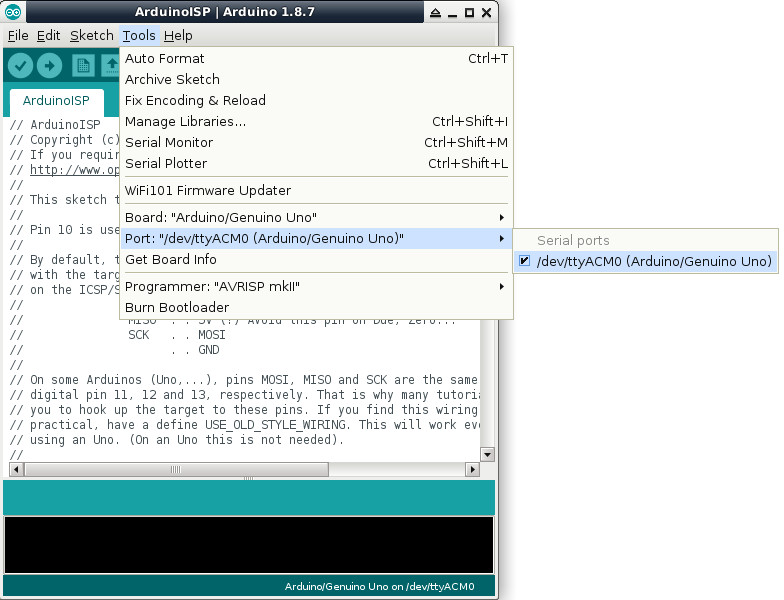 ArduinoISP | Arduino 1.8.7
File Edit Sketch Tools Help
Auto Format Ctrl+T
Archive Sketch
Fix Encoding & Reload
Manage Libraries... Ctrl+Shift+I
Serial Monitor Ctrl+Shift+M
Serial Plotter Ctrl+Shift+L
WiFi101 Firmware Updater
Board: "Arduino/Genuino Uno"
Port: "/dev/ttyACM0 (Arduino/Genuino Uno)"
Get Board Info
Programmer: "AVRISP mkII"
Burn Bootloader
Serial ports
/dev/ttyACM0 (Arduino/Genuino Uno)
ArduinoISP
// ArduinoISP
// Copyright (c)
// If you requir
// http://www.op
//
// This sketch t
//
// Pin 10 is use
//
// By default, t
// with the targ
// on the ICSP/S
//
// MISO . . 5V (!) Avoid this pin on Due, Zero...
// SCK . . MOSI
// . . GND
//
// On some Arduinos (Uno,...), pins MOSI, MISO and SCK are the same
// digital pin 11, 12 and 13, respectively. That is why many tutoria
// you to hook up the target to these pins. If you find this wiring
// practical, have a define USE_OLD_STYLE_WIRING. This will work eve
// using an Uno. (On an Uno this is not needed).
//
Arduino/Genuino Uno on /dev/ttyACM0